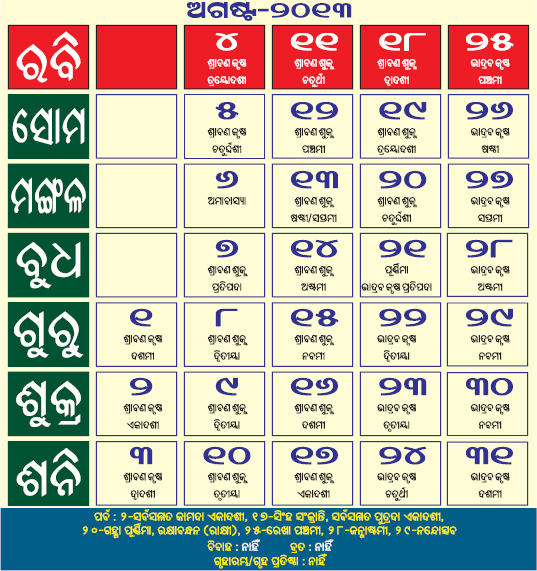 ଅଗଷ୍ଟ-୨୦୧୩
ରବି
୪
ଶ୍ରାବଣ କୃଷ୍ଣ
ତ୍ରୟୋଦଶୀ
୧୧
ଶ୍ରାବଣ ଶୁକ୍ଳ
ଚତୁର୍ଥୀ
୧୮
ଶ୍ରାବଣ ଶୁକ୍ଳ
ଦ୍ୱାଦଶୀ
୨୫
ଭାଦ୍ରବ କୃଷ୍ଣ
ପଞ୍ଚମୀ
ସୋମ
୫
ଶ୍ରାବଣ କୃଷ୍ଣ
ଚତୁର୍ଦ୍ଦଶୀ
୧୨
ଶ୍ରାବଣ ଶୁକ୍ଳ
ପଞ୍ଚମୀ
୧୯
ଶ୍ରାବଣ ଶୁକ୍ଳ
ତ୍ରୟୋଦଶୀ
୨୬
ଭାଦ୍ରବ କୃଷ୍ଣ
ଷଷ୍ଠୀ
ମଙ୍ଗଳ
୬
ଅମାବାସ୍ୟା
୧୩
ଶ୍ରାବଣ ଶୁକ୍ଳ
ଷଷ୍ଠୀ/ସପ୍ତମୀ
୨୦
ଶ୍ରାବଣ ଶୁକ୍ଳ
ଚତୁର୍ଦ୍ଦଶୀ
୨୭
ଭାଦ୍ରବ କୃଷ୍ଣ
ସପ୍ତମୀ
ବୁଧ
୭
ଶ୍ରାବଣ ଶୁକ୍ଳ
ପ୍ରତିପଦା
୧୪
ଶ୍ରାବଣ ଶୁକ୍ଳ
ଅଷ୍ଟମୀ
୨୧
ପୂର୍ଣ୍ଣିମା
ଭାଦ୍ରବ କୃଷ୍ଣ ପ୍ରତିପଦା
୨୮
ଭାଦ୍ରବ କୃଷ୍ଣ
ଅଷ୍ଟମୀ
ଗୁରୁ
୧
ଶ୍ରାବଣ କୃଷ୍ଣ
ଦଶମୀ
୮
ଶ୍ରାବଣ ଶୁକ୍ଳ
ଦ୍ୱିତୀୟା
୧୫
ଶ୍ରାବଣ ଶୁକ୍ଳ
ନବମୀ
୨୨
ଭାଦ୍ରବ କୃଷ୍ଣ
ଦ୍ୱିତୀୟା
୨୯
ଭାଦ୍ରବ କୃଷ୍ଣ
ନବମୀ
ଶୁକ୍ର
୨
ଶ୍ରାବଣ କୃଷ୍ଣ
ଏକାଦଶୀ
୯
ଶ୍ରାବଣ ଶୁକ୍ଳ
ଦ୍ୱିତୀୟା
୧୬
ଶ୍ରାବଣ ଶୁକ୍ଳ
ଦଶମୀ
୨୩
ଭାଦ୍ରବ କୃଷ୍ଣ
ତୃତୀୟା
୩୦
ଭାଦ୍ରବ କୃଷ୍ଣ
ନବମୀ
ଶନି
୩
ଶ୍ରାବଣ କୃଷ୍ଣ
ଦ୍ୱାଦଶୀ
୧୦
ଶ୍ରାବଣ ଶୁକ୍ଳ
ତୃତୀୟା
୧୭
ଶ୍ରାବଣ ଶୁକ୍ଳ
ଏକାଦଶୀ
୨୪
ଭାଦ୍ରବ କୃଷ୍ଣ
ଚତୁର୍ଥୀ
୩୧
ଭାଦ୍ରବ କୃଷ୍ଣ
ଦଶମୀ
ପର୍ବ : ୨-ସର୍ବସମ୍ମତ କାମଦା ଏକାଦଶୀ, ୧୭-ସିଂହ ସଂକ୍ରାନ୍ତି, ସର୍ବସମ୍ମତ ପୁତ୍ରଦା ଏକାଦଶୀ,
୨୦-ଗହ୍ମା ପୂର୍ଣ୍ଣିମା, ରକ୍ଷାବନ୍ଧନ (ରାକ୍ଷୀ), ୨୫-ରେଖା ପଞ୍ଚମୀ, ୨୮-ଜନ୍ମାଷ୍ଟମୀ, ୨୯-ନନ୍ଦୋତ୍ସବ
ବିବାହ : ନାହିଁ ବ୍ରତ : ନାହିଁ
ଗୃହାରମ୍ଭ/ଗୃହ ପ୍ରତିଷ୍ଠା : ନାହିଁ